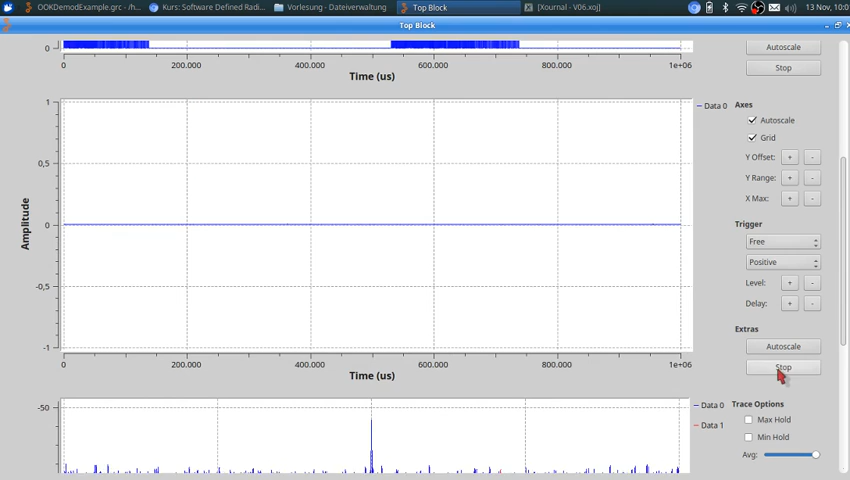 OOKDemodExample.grc - /h...
Kurs: Software Defined Radi...
Vorlesung - Dateiverwaltung
Top Block
[Xournal - V06.xoj]
13 Nov, 10:0
Top Block
0
0
200.000
400.000
600.000
800.000
1e+06
Time (us)
Autoscale
Stop
1
0,5
0
-0,5
-1
Amplitude
0
200.000
400.000
600.000
800.000
1e+06
Time (us)
Data 0
Axes
Autoscale
Grid
Y Offset: + -
Y Range: + -
X Max: + -
Trigger
Free
Positive
Level: + -
Delay: + -
Extras
Autoscale
Stop
-50
Data 0
Data 1
Trace Options
Max Hold
Min Hold
Avg: